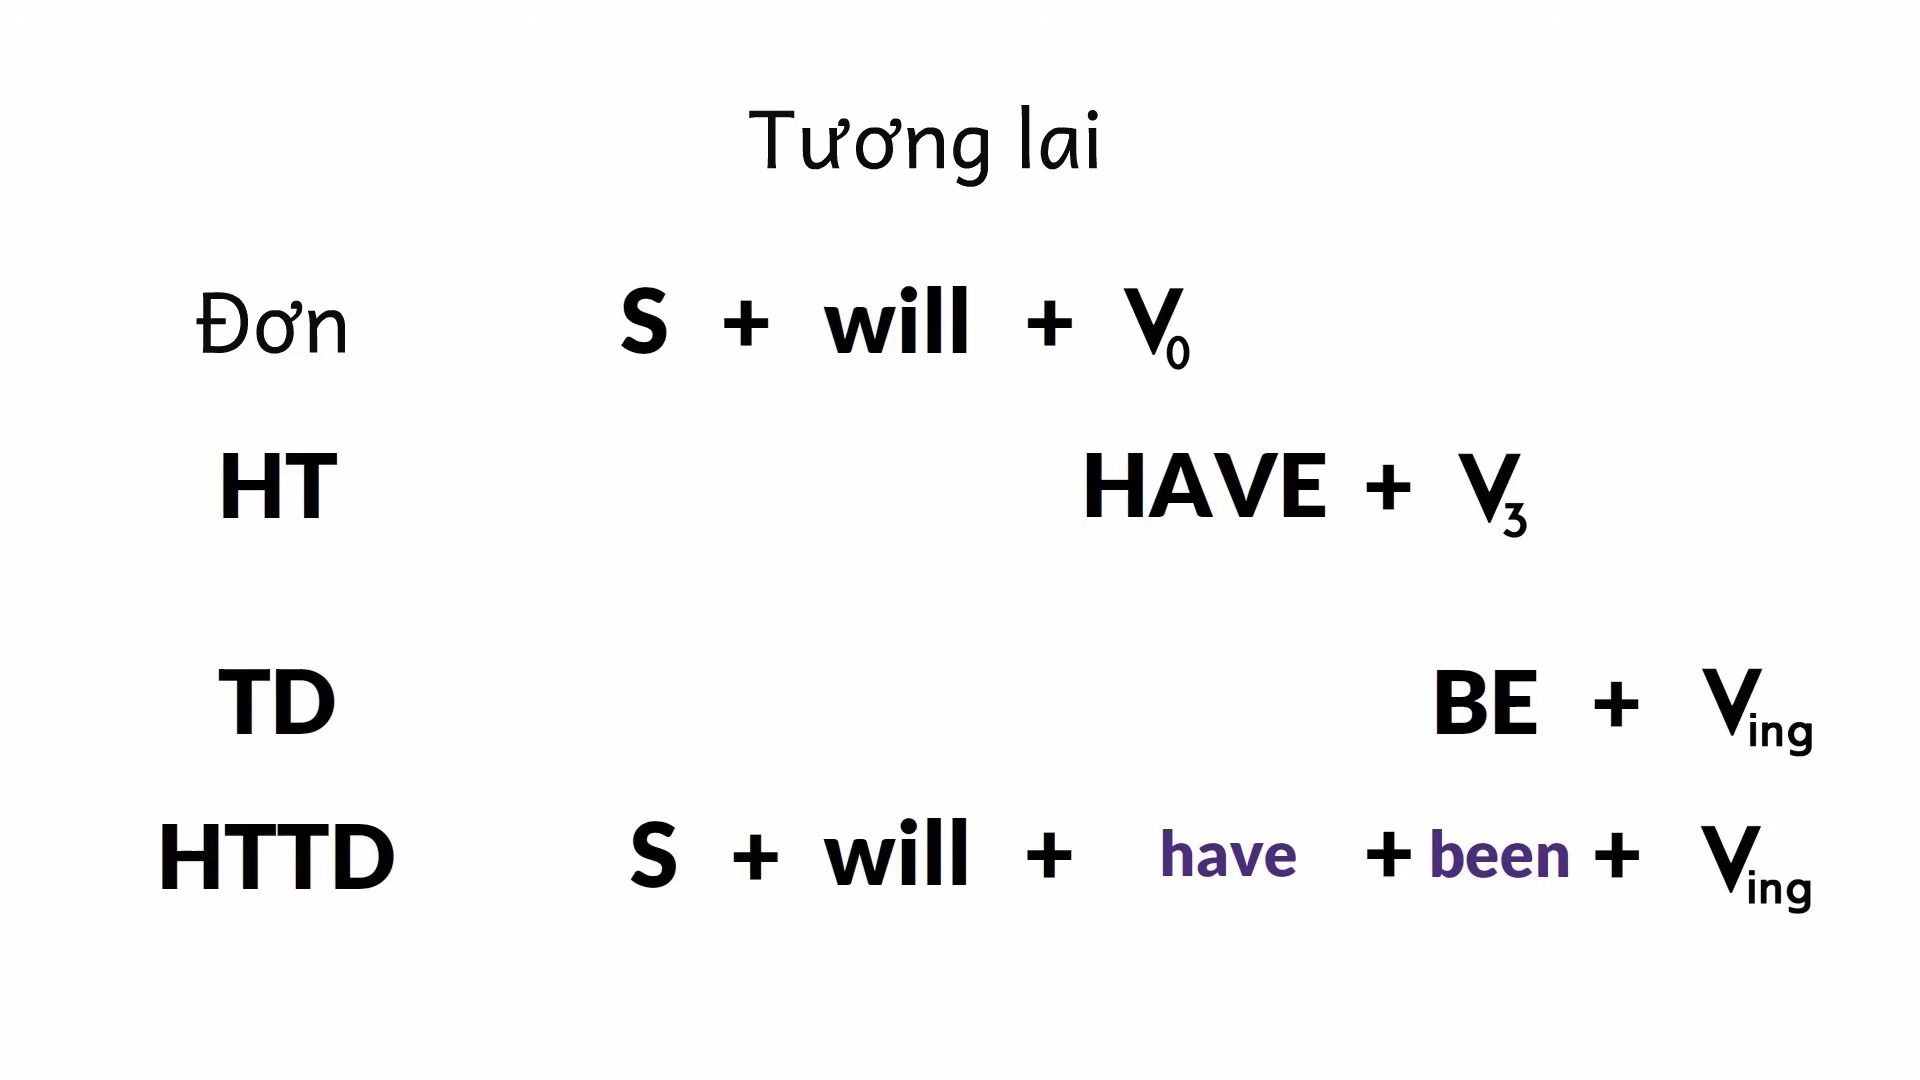 Tương lai
Đơn S + will + V0
HT HAVE + V3
TD BE + Ving
HTTD S + will + have + been + Ving